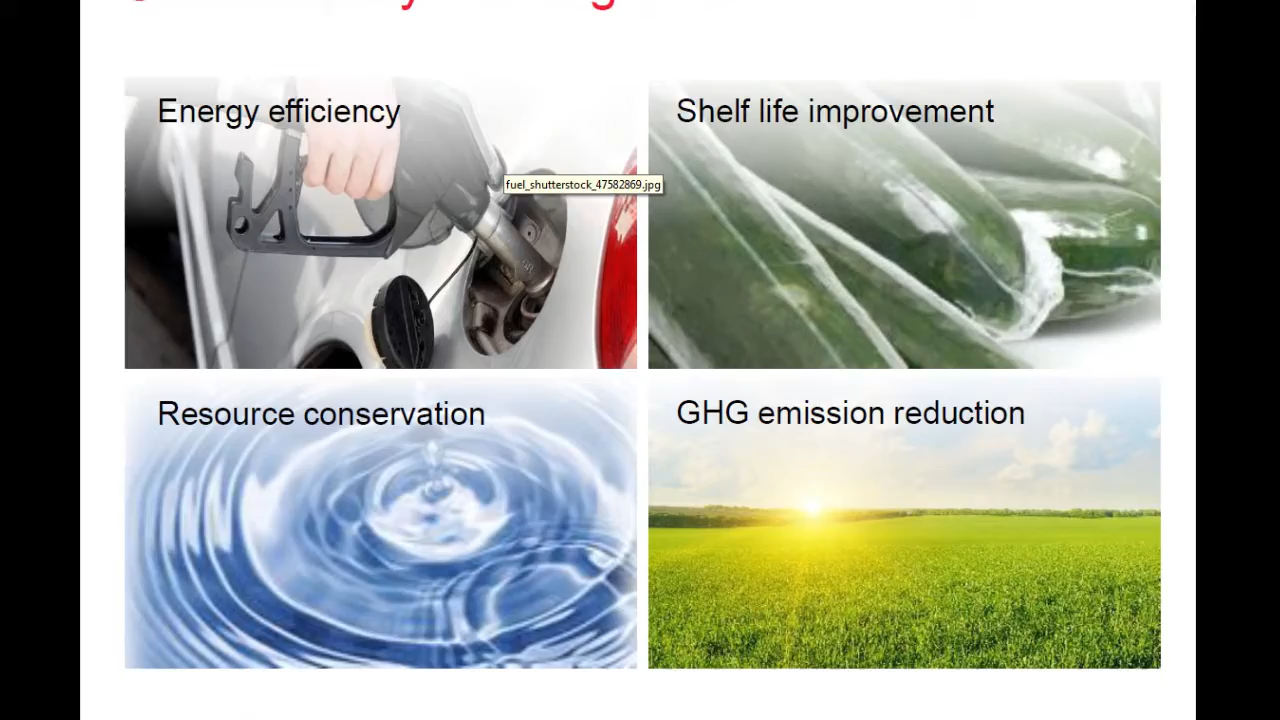 Energy efficiency
Shelf life improvement
fuel_shutterstock_47582869.jpg
Resource conservation
GHG emission reduction